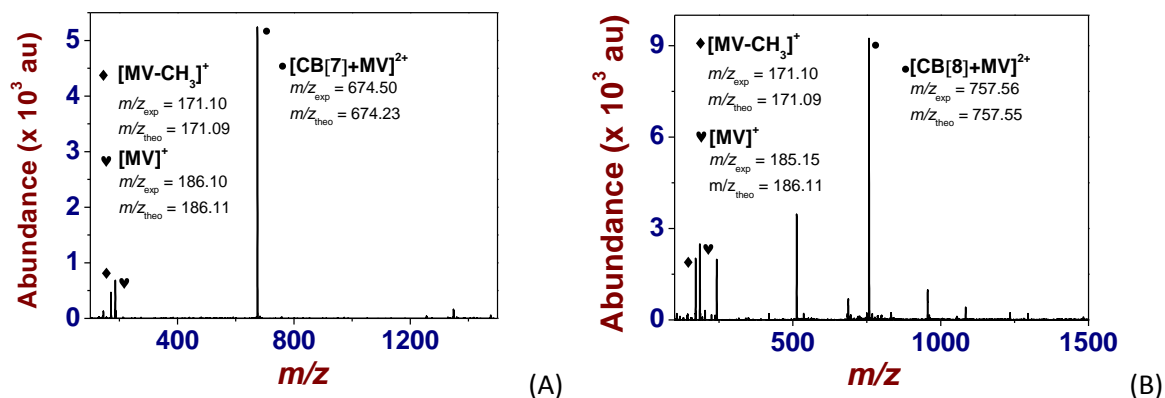 5
4
3
2
1
0
Abundance (x 10³ au)
♦ [MV-CH₃]⁺
m/z_exp = 171.10
m/z_theo = 171.09
♥ [MV]⁺
m/z_exp = 186.10
m/z_theo = 186.11
● [CB[7]+MV]²⁺
m/z_exp = 674.50
m/z_theo = 674.23
400 800 1200
m/z
(A)
9
6
3
0
Abundance (x 10³ au)
♦ [MV-CH₃]⁺
m/z_exp = 171.10
m/z_theo = 171.09
♥ [MV]⁺
m/z_exp = 185.15
m/z_theo = 186.11
● [CB[8]+MV]²⁺
m/z_exp = 757.56
m/z_theo = 757.55
500 1000 1500
m/z
(B)